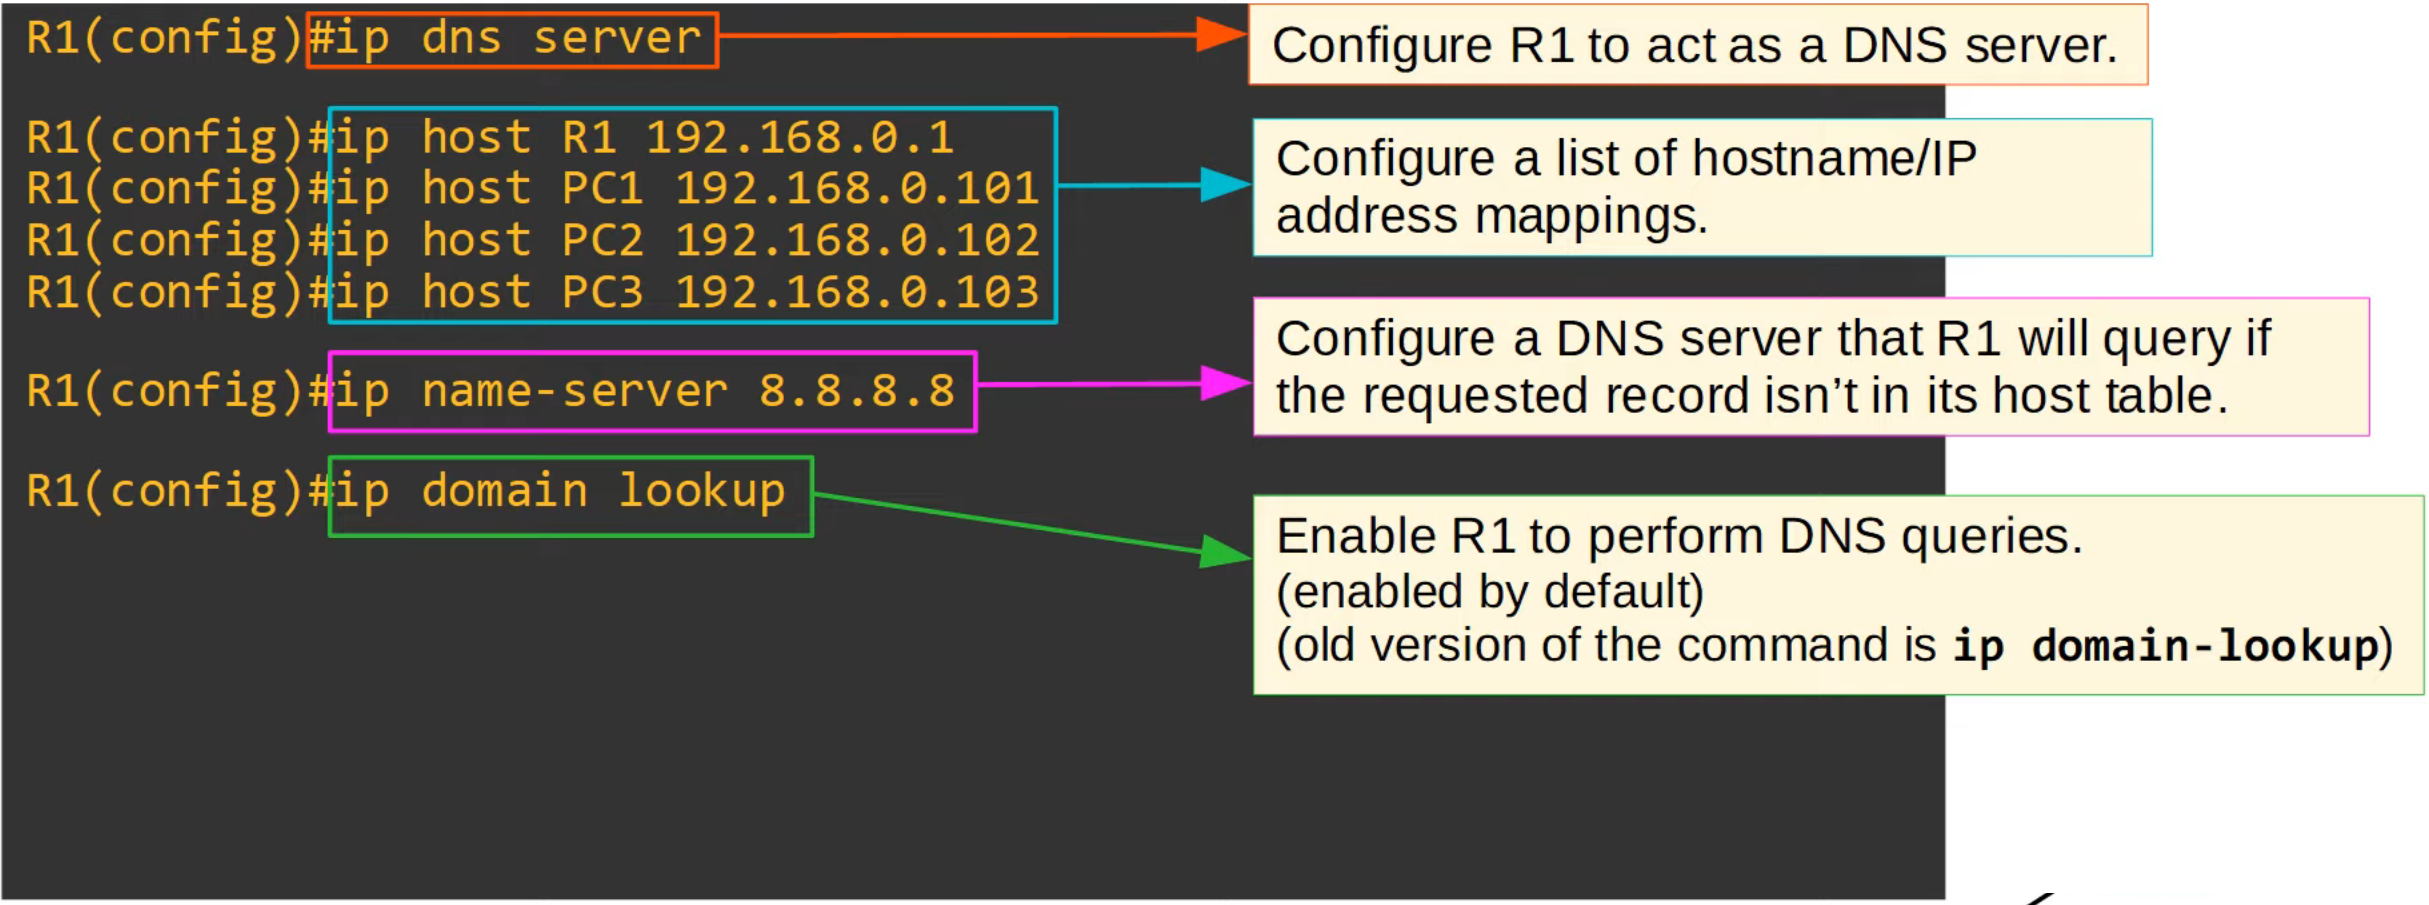 R1(config)#ip dns server
Configure R1 to act as a DNS server.
R1(config)#ip host R1 192.168.0.1
R1(config)#ip host PC1 192.168.0.101
R1(config)#ip host PC2 192.168.0.102
R1(config)#ip host PC3 192.168.0.103
Configure a list of hostname/IP
address mappings.
R1(config)#ip name-server 8.8.8.8
Configure a DNS server that R1 will query if
the requested record isn’t in its host table.
R1(config)#ip domain lookup
Enable R1 to perform DNS queries.
(enabled by default)
(old version of the command is ip domain-lookup)